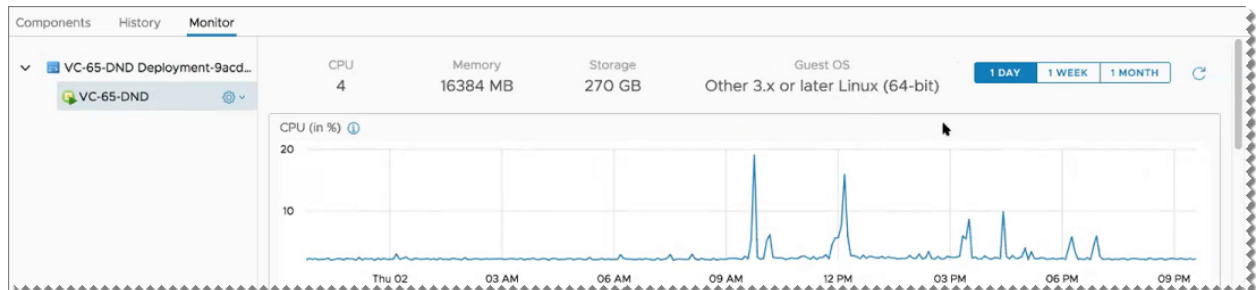 Components History Monitor
VC-65-DND Deployment-9acd...
VC-65-DND
CPU Memory Storage Guest OS
4 16384 MB 270 GB Other 3.x or later Linux (64-bit)
1 DAY 1 WEEK 1 MONTH
CPU (in %)
20
10
Thu 02 03 AM 06 AM 09 AM 12 PM 03 PM 06 PM 09 PM